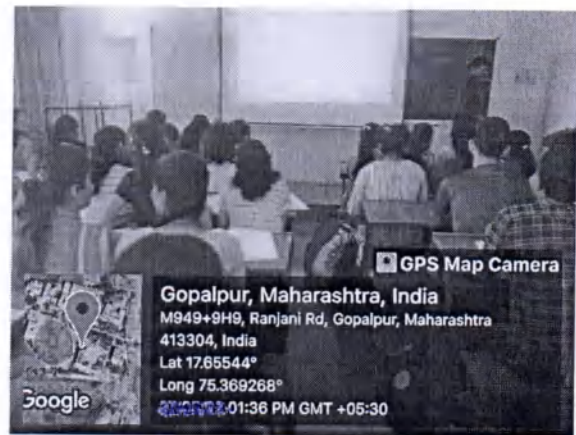 GPS Map Camera
Gopalpur, Maharashtra, India
M949+9H9, Ranjani Rd, Gopalpur, Maharashtra
413304, India
Lat 17.65544°
Long 75.369268°
01:36 PM GMT +05:30
Google